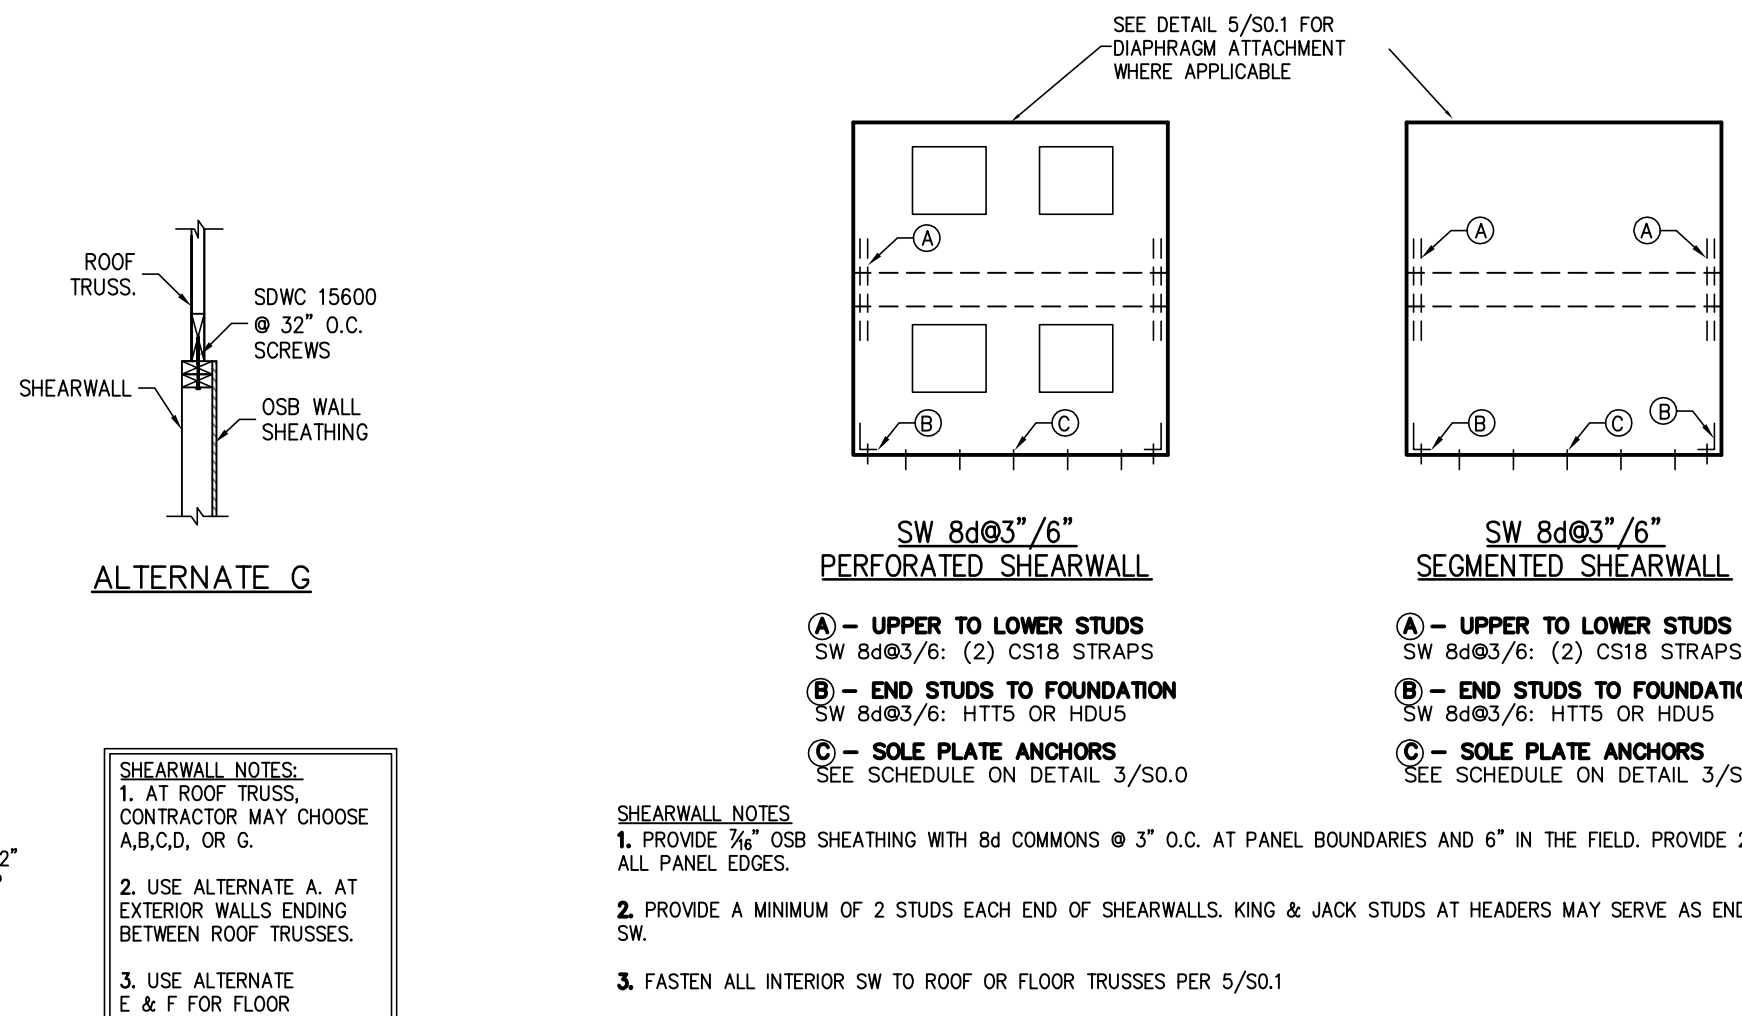 SEE DETAIL 5/S0.1 FOR
DIAPHRAGM ATTACHMENT
WHERE APPLICABLE
ROOF
TRUSS.
SDWC 15600
@ 32" O.C.
SCREWS
SHEARWALL
OSB WALL
SHEATHING
ALTERNATE G
A
B
C
A
A
B
C
B
SW 8d@3"/6"
PERFORATED SHEARWALL
A – UPPER TO LOWER STUDS
SW 8d@3/6: (2) CS18 STRAPS
B – END STUDS TO FOUNDATION
SW 8d@3/6: HTT5 OR HDU5
C – SOLE PLATE ANCHORS
SEE SCHEDULE ON DETAIL 3/S0.0
SW 8d@3"/6"
SEGMENTED SHEARWALL
A – UPPER TO LOWER STUDS
SW 8d@3/6: (2) CS18 STRAPS
B – END STUDS TO FOUNDATIO
SW 8d@3/6: HTT5 OR HDU5
C – SOLE PLATE ANCHORS
SEE SCHEDULE ON DETAIL 3/S
2"
SHEARWALL NOTES:
1. AT ROOF TRUSS,
CONTRACTOR MAY CHOOSE
A,B,C,D, OR G.
2. USE ALTERNATE A. AT
EXTERIOR WALLS ENDING
BETWEEN ROOF TRUSSES.
3. USE ALTERNATE
E & F FOR FLOOR
SHEARWALL NOTES
1. PROVIDE 7/16" OSB SHEATHING WITH 8d COMMONS @ 3" O.C. AT PANEL BOUNDARIES AND 6" IN THE FIELD. PROVIDE 2
ALL PANEL EDGES.
2. PROVIDE A MINIMUM OF 2 STUDS EACH END OF SHEARWALLS. KING & JACK STUDS AT HEADERS MAY SERVE AS END
SW.
3. FASTEN ALL INTERIOR SW TO ROOF OR FLOOR TRUSSES PER 5/S0.1